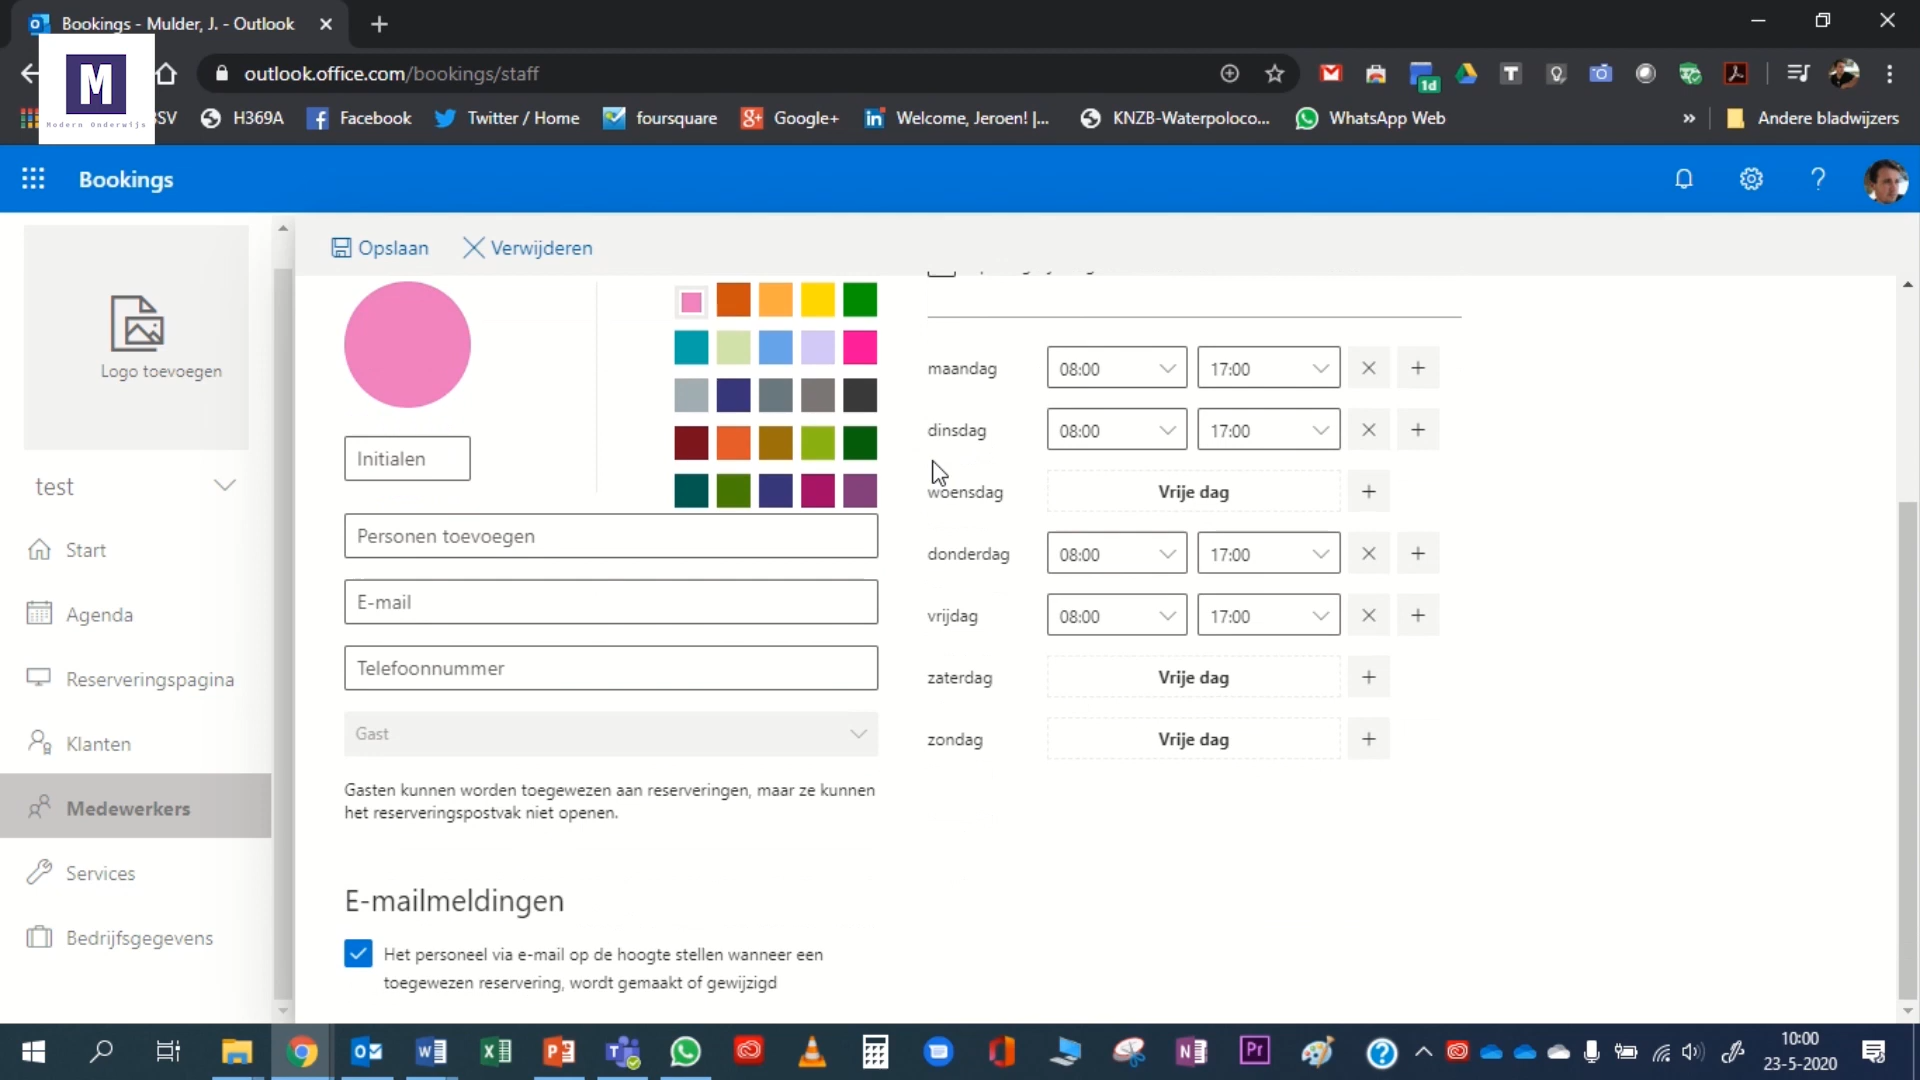 Bookings - Mulder, J. - Outlook
outlook.office.com/bookings/staff
1d
M
Modern Onderwijs
SV
H369A
Facebook
Twitter / Home
foursquare
Google+
Welcome, Jeroen! |...
KNZB-Waterpoloco...
WhatsApp Web
»
Andere bladwijzers
Bookings
Logo toevoegen
test
Start
Agenda
Reserveringspagina
Klanten
Medewerkers
Services
Bedrijfsgegevens
Opslaan
Verwijderen
Initialen
Personen toevoegen
E-mail
Telefoonnummer
Gast
Gasten kunnen worden toegewezen aan reserveringen, maar ze kunnen
het reserveringspostvak niet openen.
E-mailmeldingen
Het personeel via e-mail op de hoogte stellen wanneer een
toegewezen reservering, wordt gemaakt of gewijzigd
maandag 08:00 17:00
dinsdag 08:00 17:00
woensdag Vrije dag
donderdag 08:00 17:00
vrijdag 08:00 17:00
zaterdag Vrije dag
zondag Vrije dag
10:00
23-5-2020